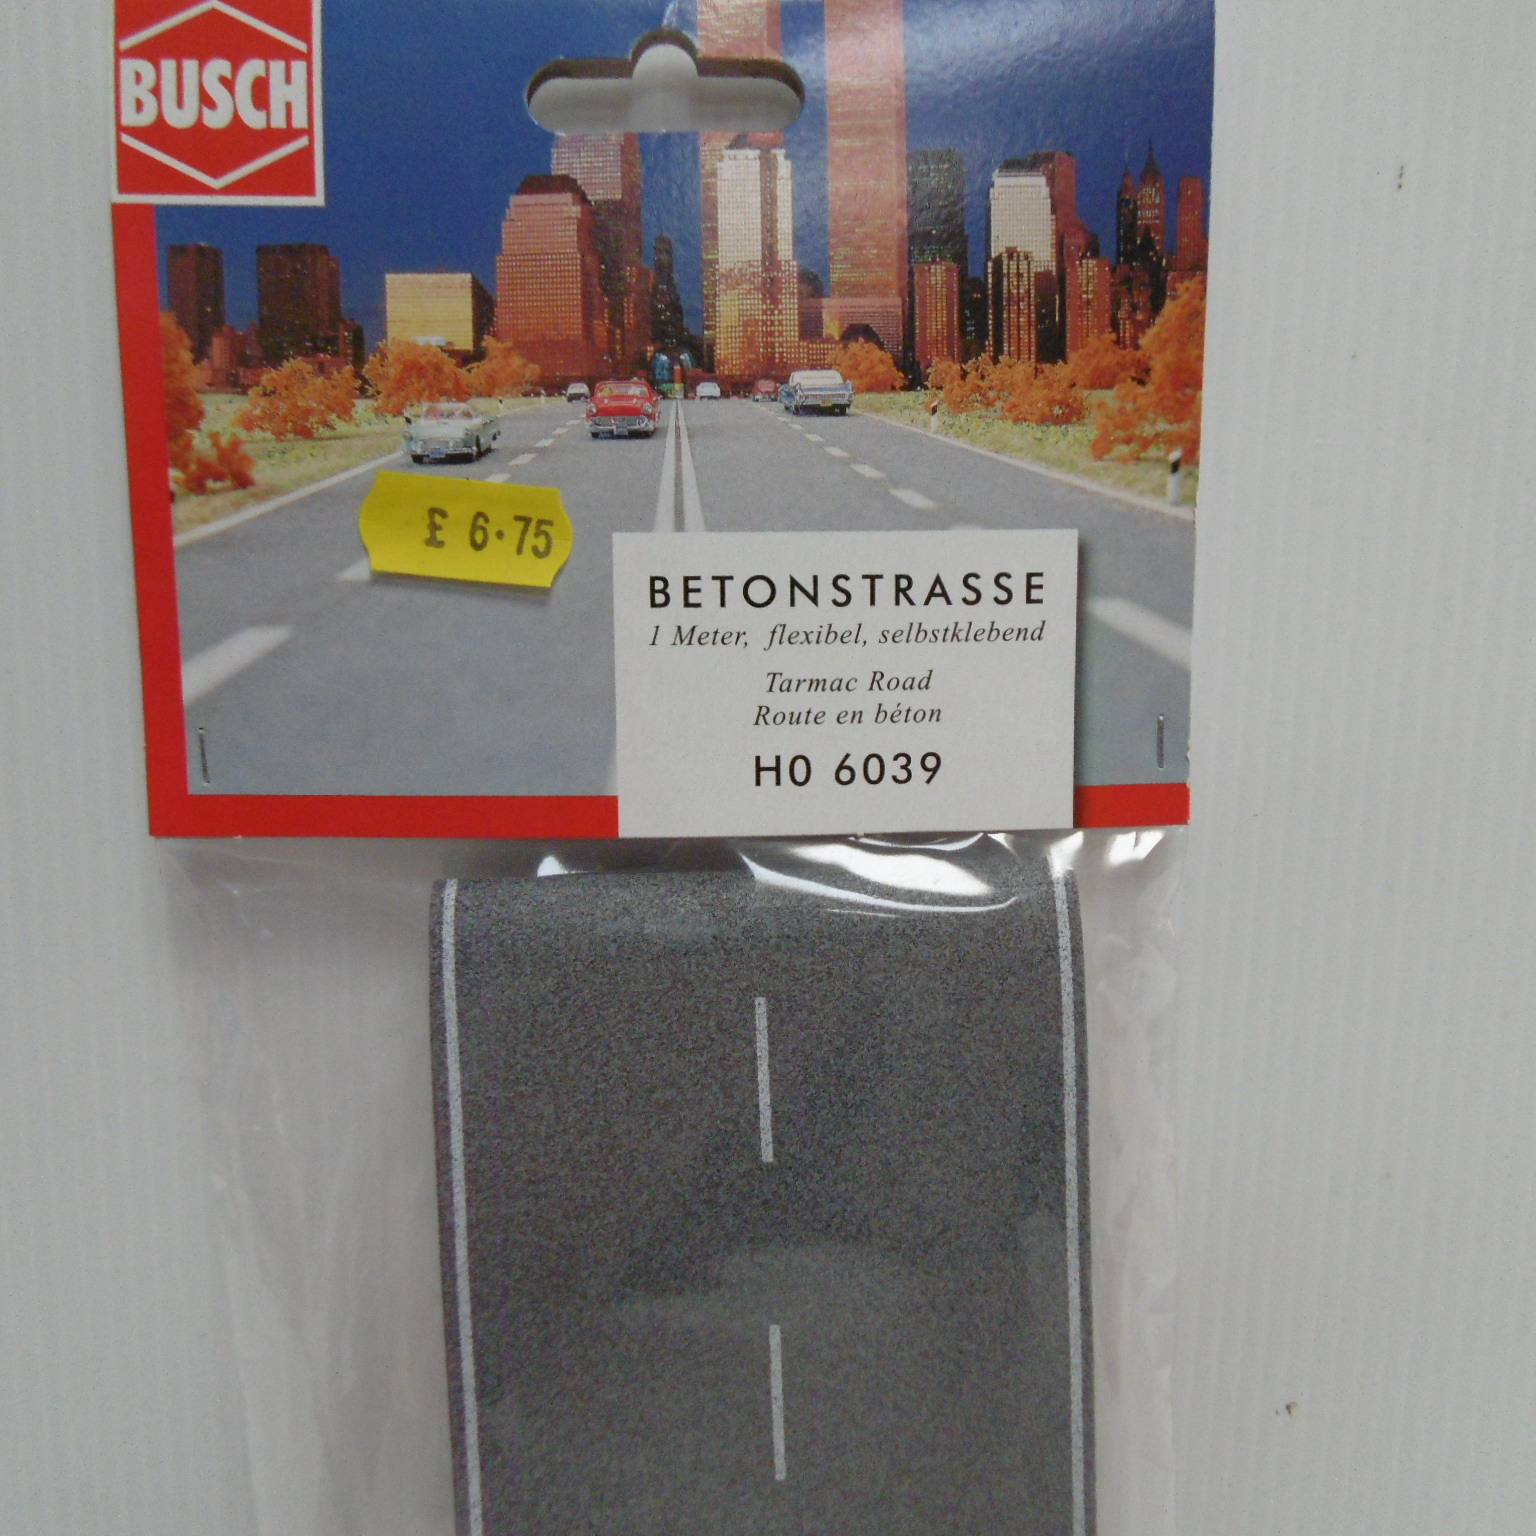 BUSCH
£ 6.75
BETONSTRASSE
1 Meter, flexibel, selbstklebend
Tarmac Road
Route en béton
H0 6039